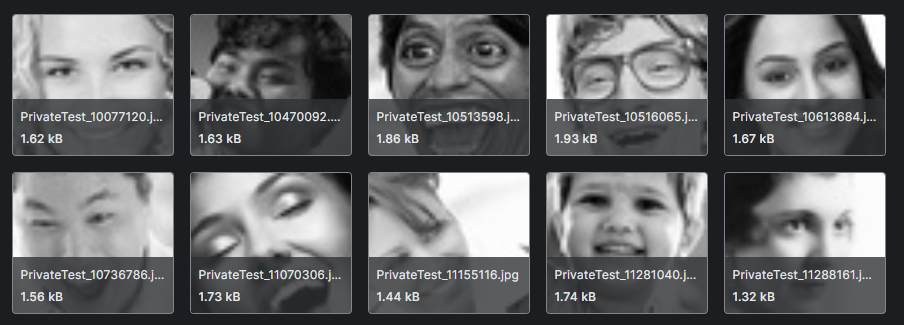 PrivateTest_10077120.j...
1.62 kB
PrivateTest_10470092....
1.63 kB
PrivateTest_10513598.j...
1.86 kB
PrivateTest_10516065.j...
1.93 kB
PrivateTest_10613684.j...
1.67 kB
PrivateTest_10736786.j...
1.56 kB
PrivateTest_11070306.j...
1.73 kB
PrivateTest_11155116.jpg
1.44 kB
PrivateTest_11281040.j...
1.74 kB
PrivateTest_11288161.j...
1.32 kB